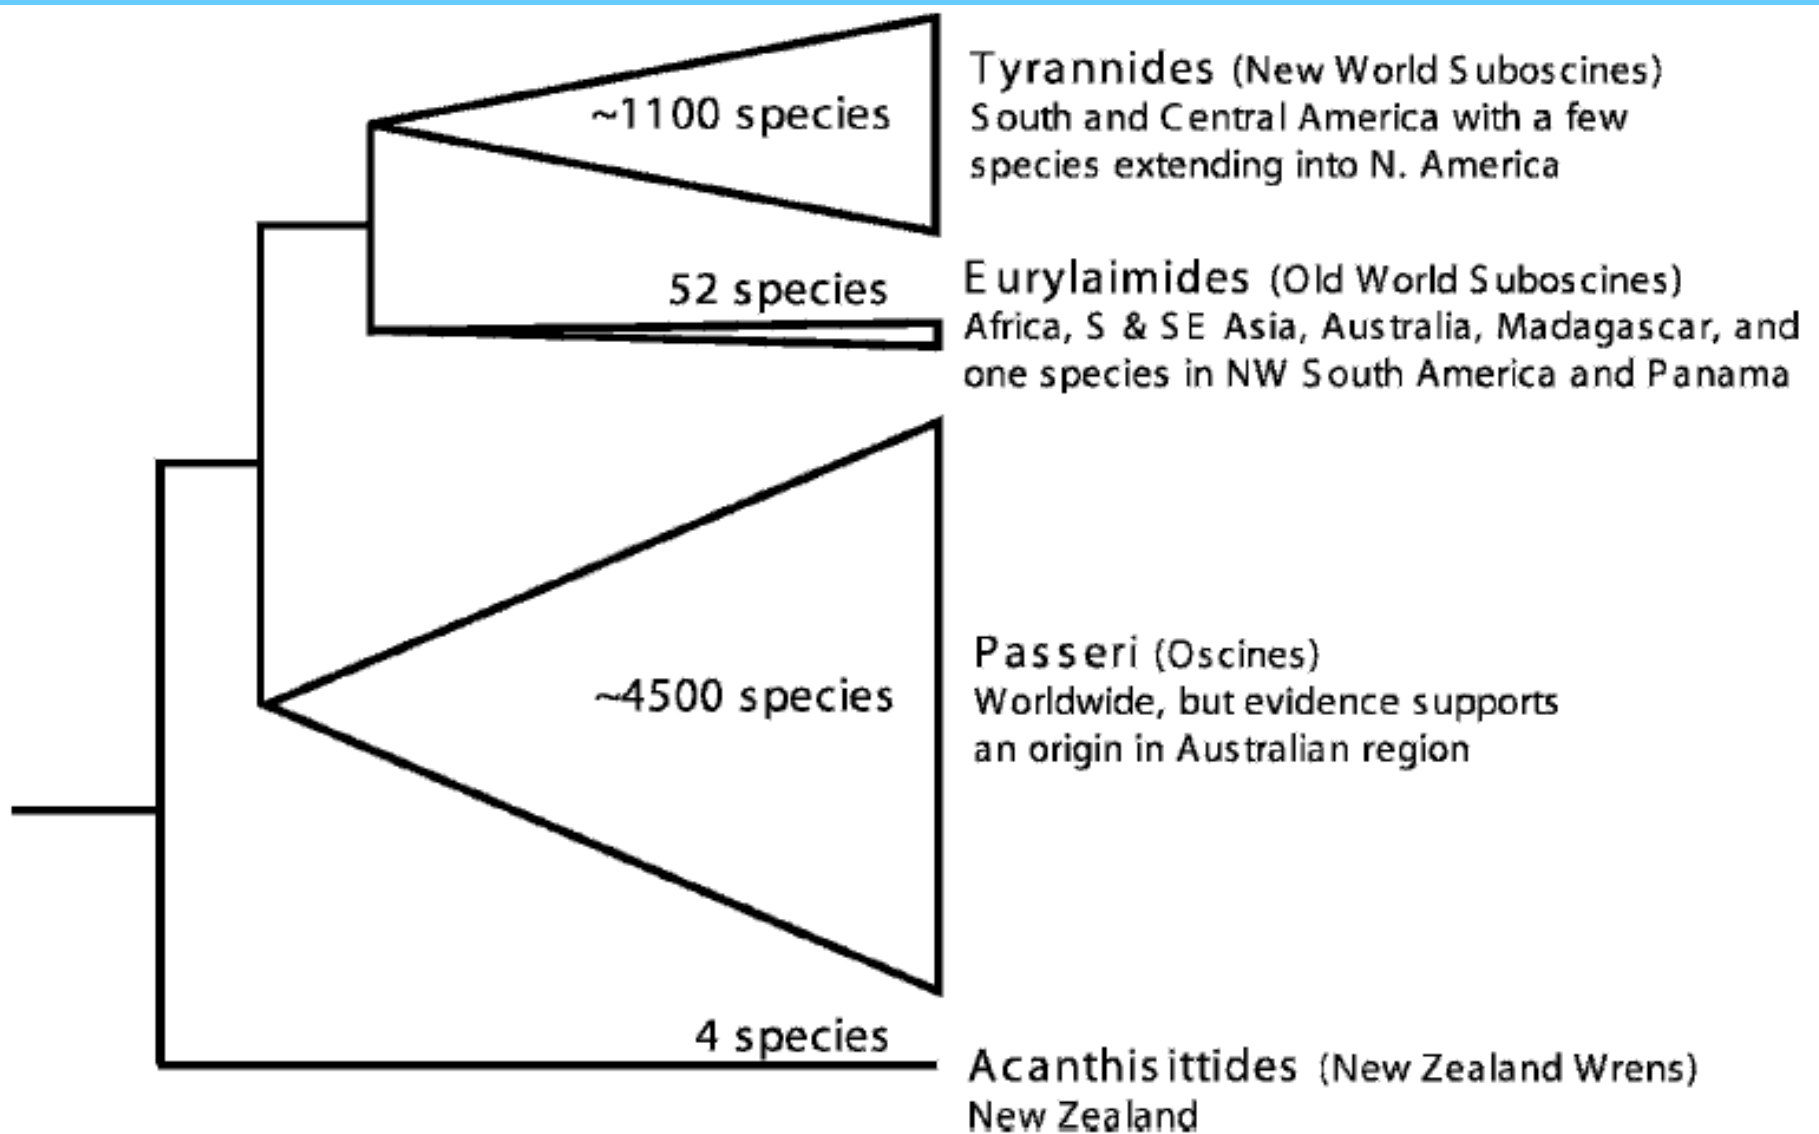 ~1100 species
Tyrannides (New World Suboscines)
South and Central America with a few
species extending into N. America
52 species
Eurylaimides (Old World Suboscines)
Africa, S & SE Asia, Australia, Madagascar, and
one species in NW South America and Panama
~4500 species
Passeri (Oscines)
Worldwide, but evidence supports
an origin in Australian region
4 species
Acanthisittides (New Zealand Wrens)
New Zealand